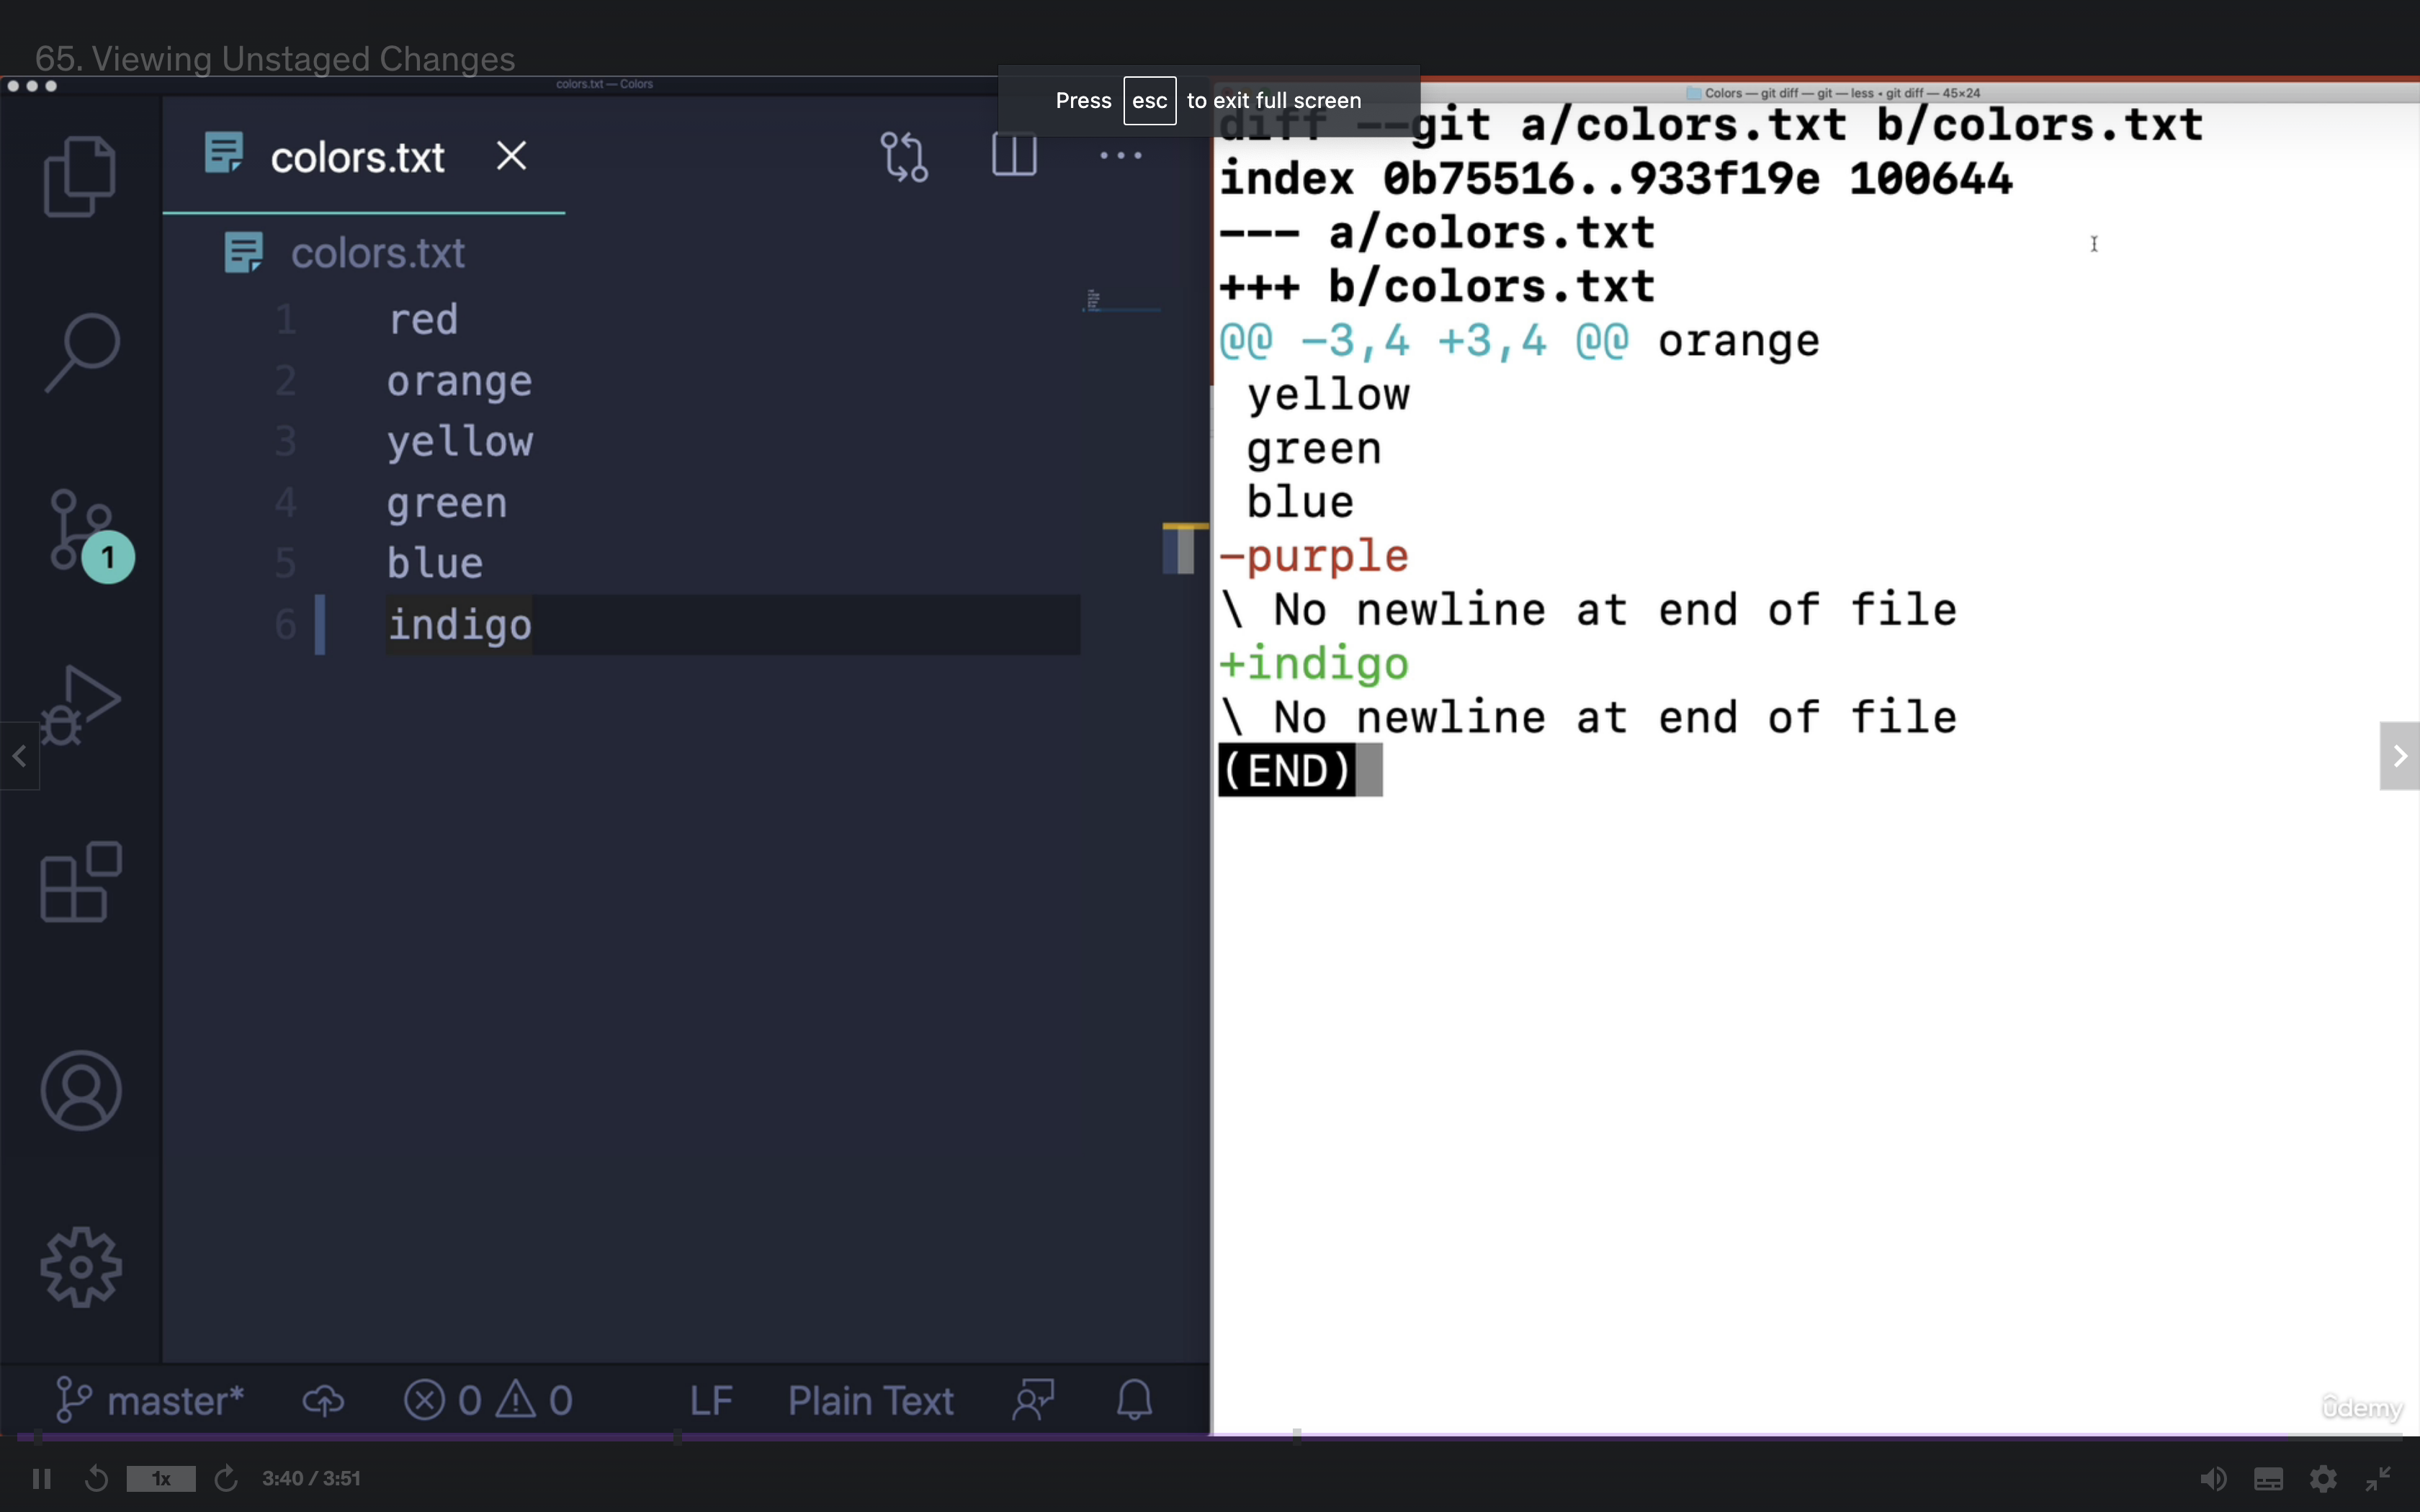 65. Viewing Unstaged Changes
colors.txt — Colors
Press esc to exit full screen
Colors — git diff — git — less ◂ git diff — 45×24
colors.txt
colors.txt
1 red
2 orange
3 yellow
4 green
5 blue
6 indigo
1
diff --git a/colors.txt b/colors.txt
index 0b75516..933f19e 100644
--- a/colors.txt
+++ b/colors.txt
@@ -3,4 +3,4 @@ orange
 yellow
 green
 blue
-purple
\ No newline at end of file
+indigo
\ No newline at end of file
(END)
master* 0 0 LF Plain Text
ûdemy
1x 3:40 / 3:51